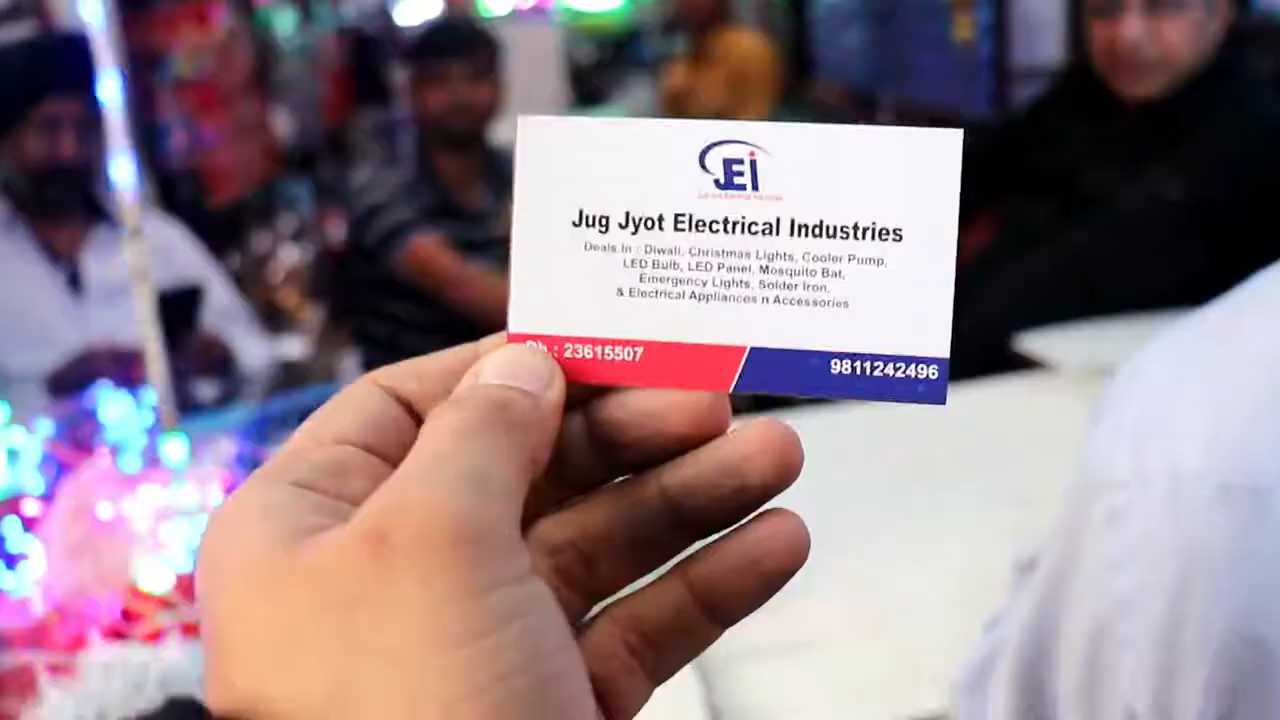 JEi
Jug Jyot Electrical Industries
Deals in : Diwali, Christmas Lights, Cooler Pump,
LED Bulb, LED Panel, Mosquito Bat,
Emergency Lights, Solder Iron,
& Electrical Appliances n Accessories
Ph : 23615507
9811242496